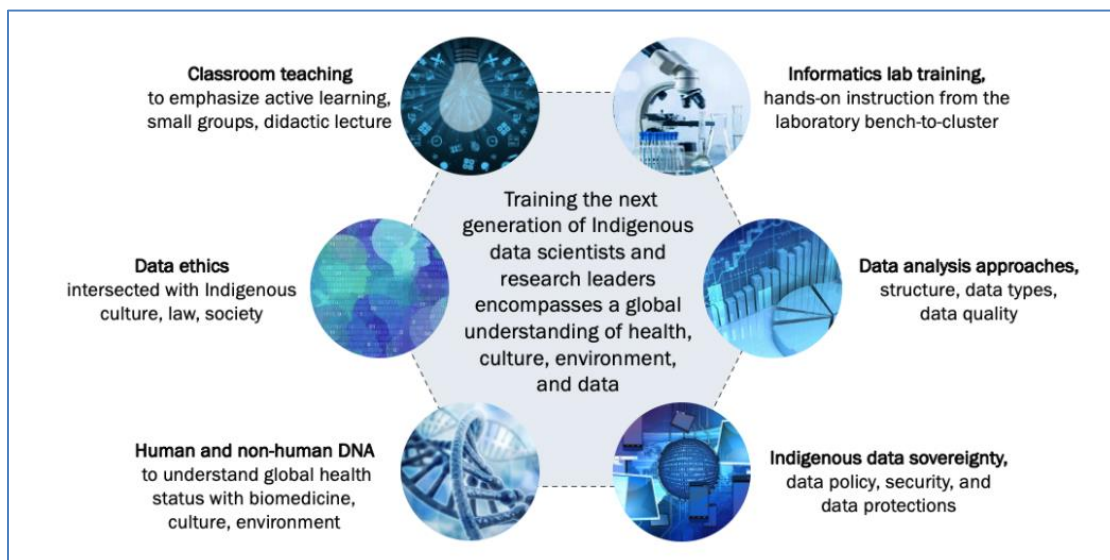 Classroom teaching
to emphasize active learning,
small groups, didactic lecture
Informatics lab training,
hands-on instruction from the
laboratory bench-to-cluster
Training the next
generation of Indigenous
data scientists and
research leaders
encompasses a global
understanding of health,
culture, environment,
and data
Data ethics
intersected with Indigenous
culture, law, society
Data analysis approaches,
structure, data types,
data quality
Human and non-human DNA
to understand global health
status with biomedicine,
culture, environment
Indigenous data sovereignty,
data policy, security, and
data protections